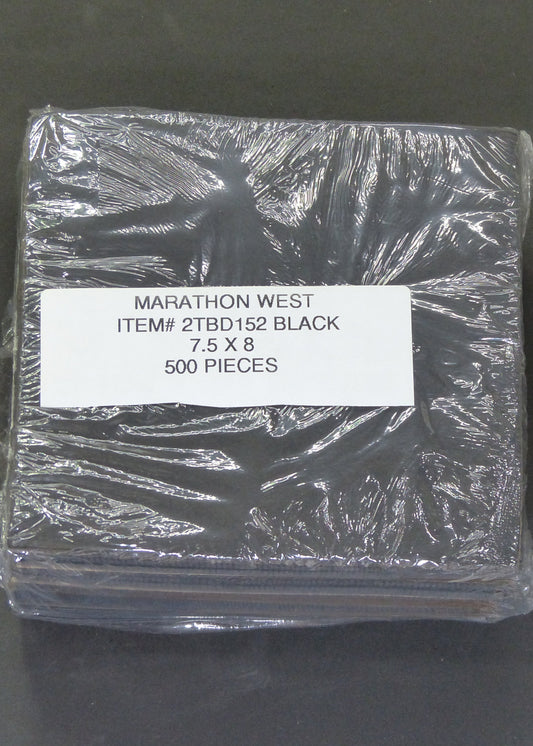 MARATHON WEST
ITEM# 2TBD152 BLACK
7.5 X 8
500 PIECES